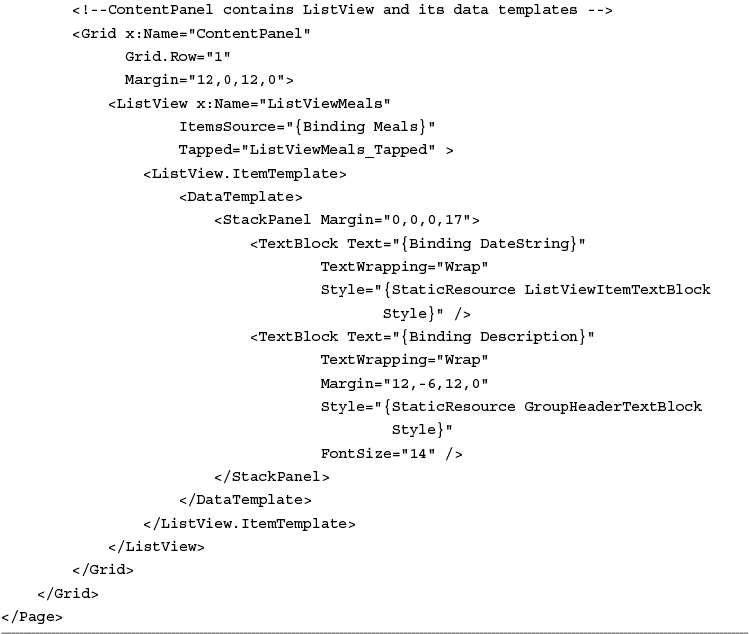 <!--ContentPanel contains ListView and its data templates -->
<Grid x:Name="ContentPanel"
Grid.Row="1"
Margin="12,0,12,0">
<ListView x:Name="ListViewMeals"
ItemsSource="{Binding Meals}"
Tapped="ListViewMeals_Tapped" >
<ListView.ItemTemplate>
<DataTemplate>
<StackPanel Margin="0,0,0,17">
<TextBlock Text="{Binding DateString}"
TextWrapping="Wrap"
Style="{StaticResource ListViewItemTextBlock
Style}" />
<TextBlock Text="{Binding Description}"
TextWrapping="Wrap"
Margin="12,-6,12,0"
Style="{StaticResource GroupHeaderTextBlock
Style}"
FontSize="14" />
</StackPanel>
</DataTemplate>
</ListView.ItemTemplate>
</ListView>
</Grid>
</Grid>
</Page>